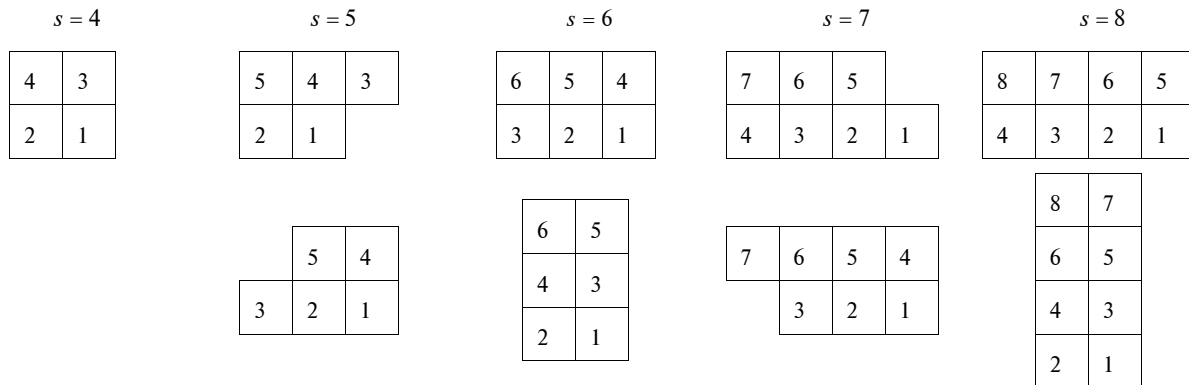 s = 4
s = 5
s = 6
s = 7
s = 8
4 3
2 1
5 4 3
2 1
6 5 4
3 2 1
7 6 5
4 3 2 1
8 7 6 5
4 3 2 1
5 4
3 2 1
6 5
4 3
2 1
7 6 5 4
3 2 1
8 7
6 5
4 3
2 1